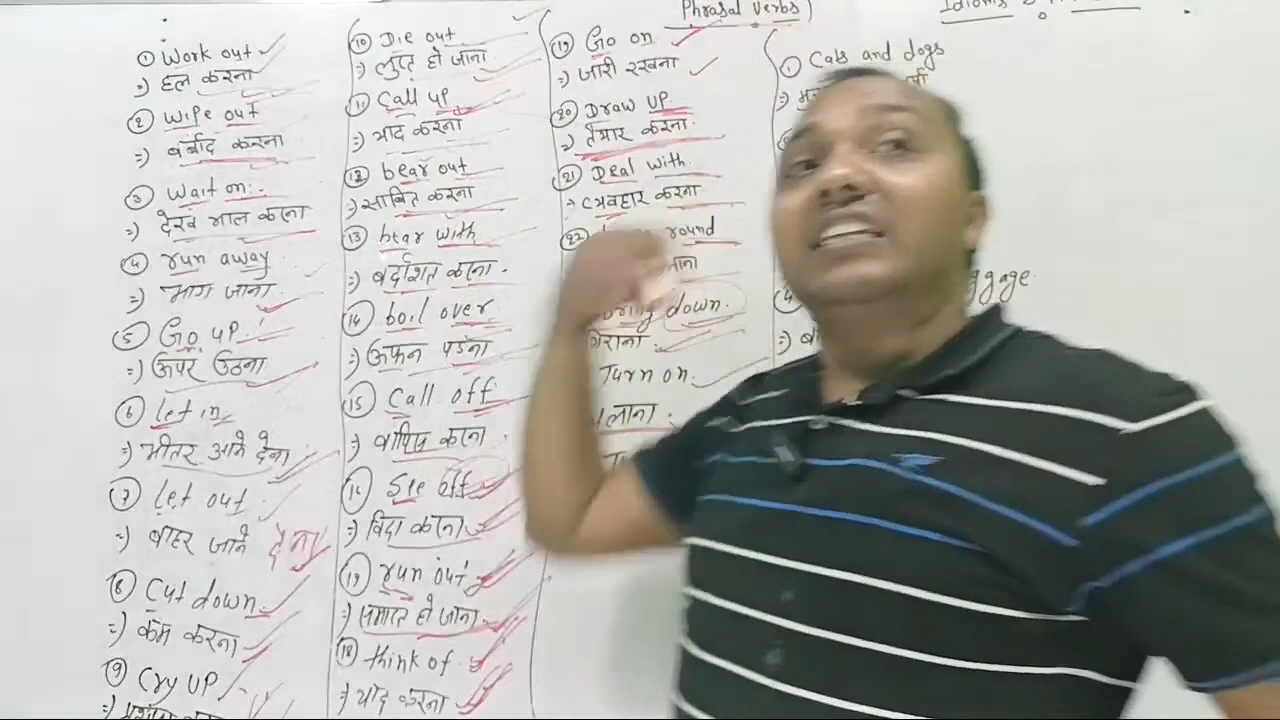 ① Work out
=) हल करना
② Wipe out
=) बर्बाद करना
③ Wait on:-
=) देख भाल करना
④ run away
=) भाग जाना
⑤ Go up
=) ऊपर उठना
⑥ Let in
=) भीतर आने देना
⑦ Let out
=) बाहर जाने देना
⑧ Cut down
=) कम करना
⑨ Cry up
⑩ Die out
=) लुप्त हो जाना
⑪ Call up
=) याद करना
⑫ bear out
=) साबित करना
⑬ bear with
=) बर्दाशत करना
⑭ boil over
=) ऊफन पडना
⑮ Call off
=) वापिस करना
⑯ See off
=) विदा करना
run out
=) समाप्त हो जाना
⑱ think of
=) याद करना
Phrasal Verbs)
⑲ Go on
=) जारी रखना
⑳ Draw up
=) तैयार करना
㉑ Deal with
=) व्यवहार करना
㉒ round
down
गिराना
Turn on
Idioms &
① Cats and dogs